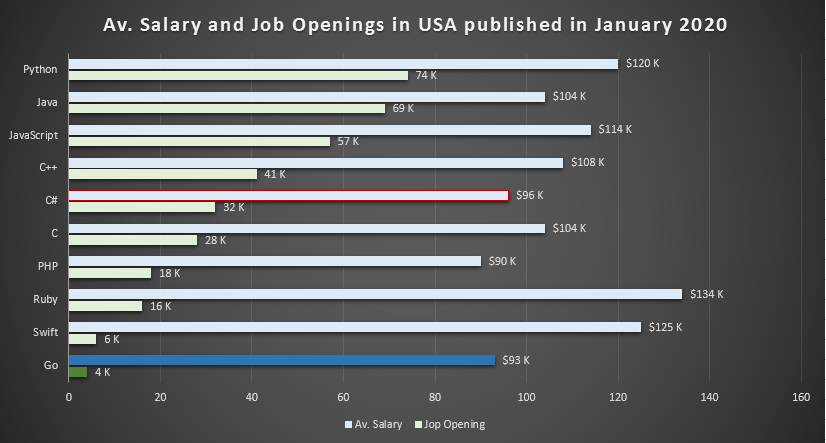 Av. Salary and Job Openings in USA published in January 2020
Python
$120 K
74 K
Java
$104 K
69 K
JavaScript
$114 K
57 K
C++
$108 K
41 K
C#
$96 K
32 K
C
$104 K
28 K
PHP
$90 K
18 K
Ruby
$134 K
16 K
Swift
$125 K
6 K
Go
$93 K
4 K
0 20 40 60 80 100 120 140 160
Av. Salary Jop Opening